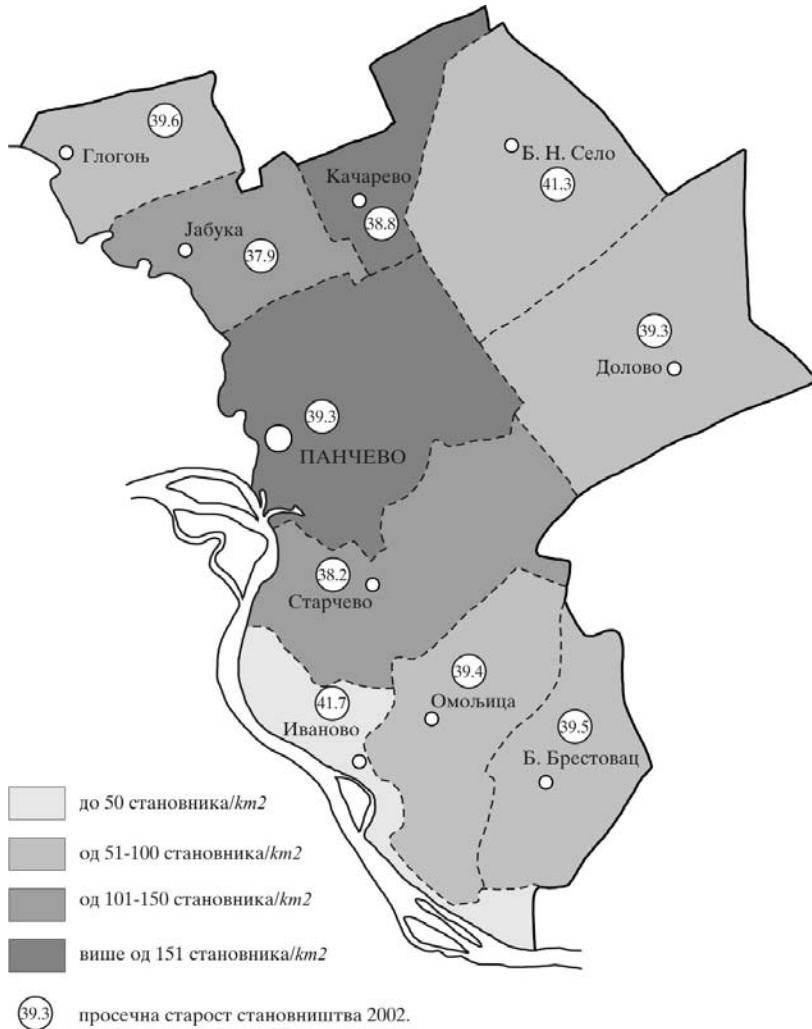 39.6
Глогоњ
Б. Н. Село
41.3
Качарево
38.8
Јабука
37.9
39.3
Долово
39.3
ПАНЧЕВО
38.2
Старчево
39.4
Омољица
41.7
Иваново
39.5
Б. Брестовац
до 50 становника/km2
од 51-100 становника/km2
од 101-150 становника/km2
више од 151 становника/km2
39.3 просечна старост становништва 2002.